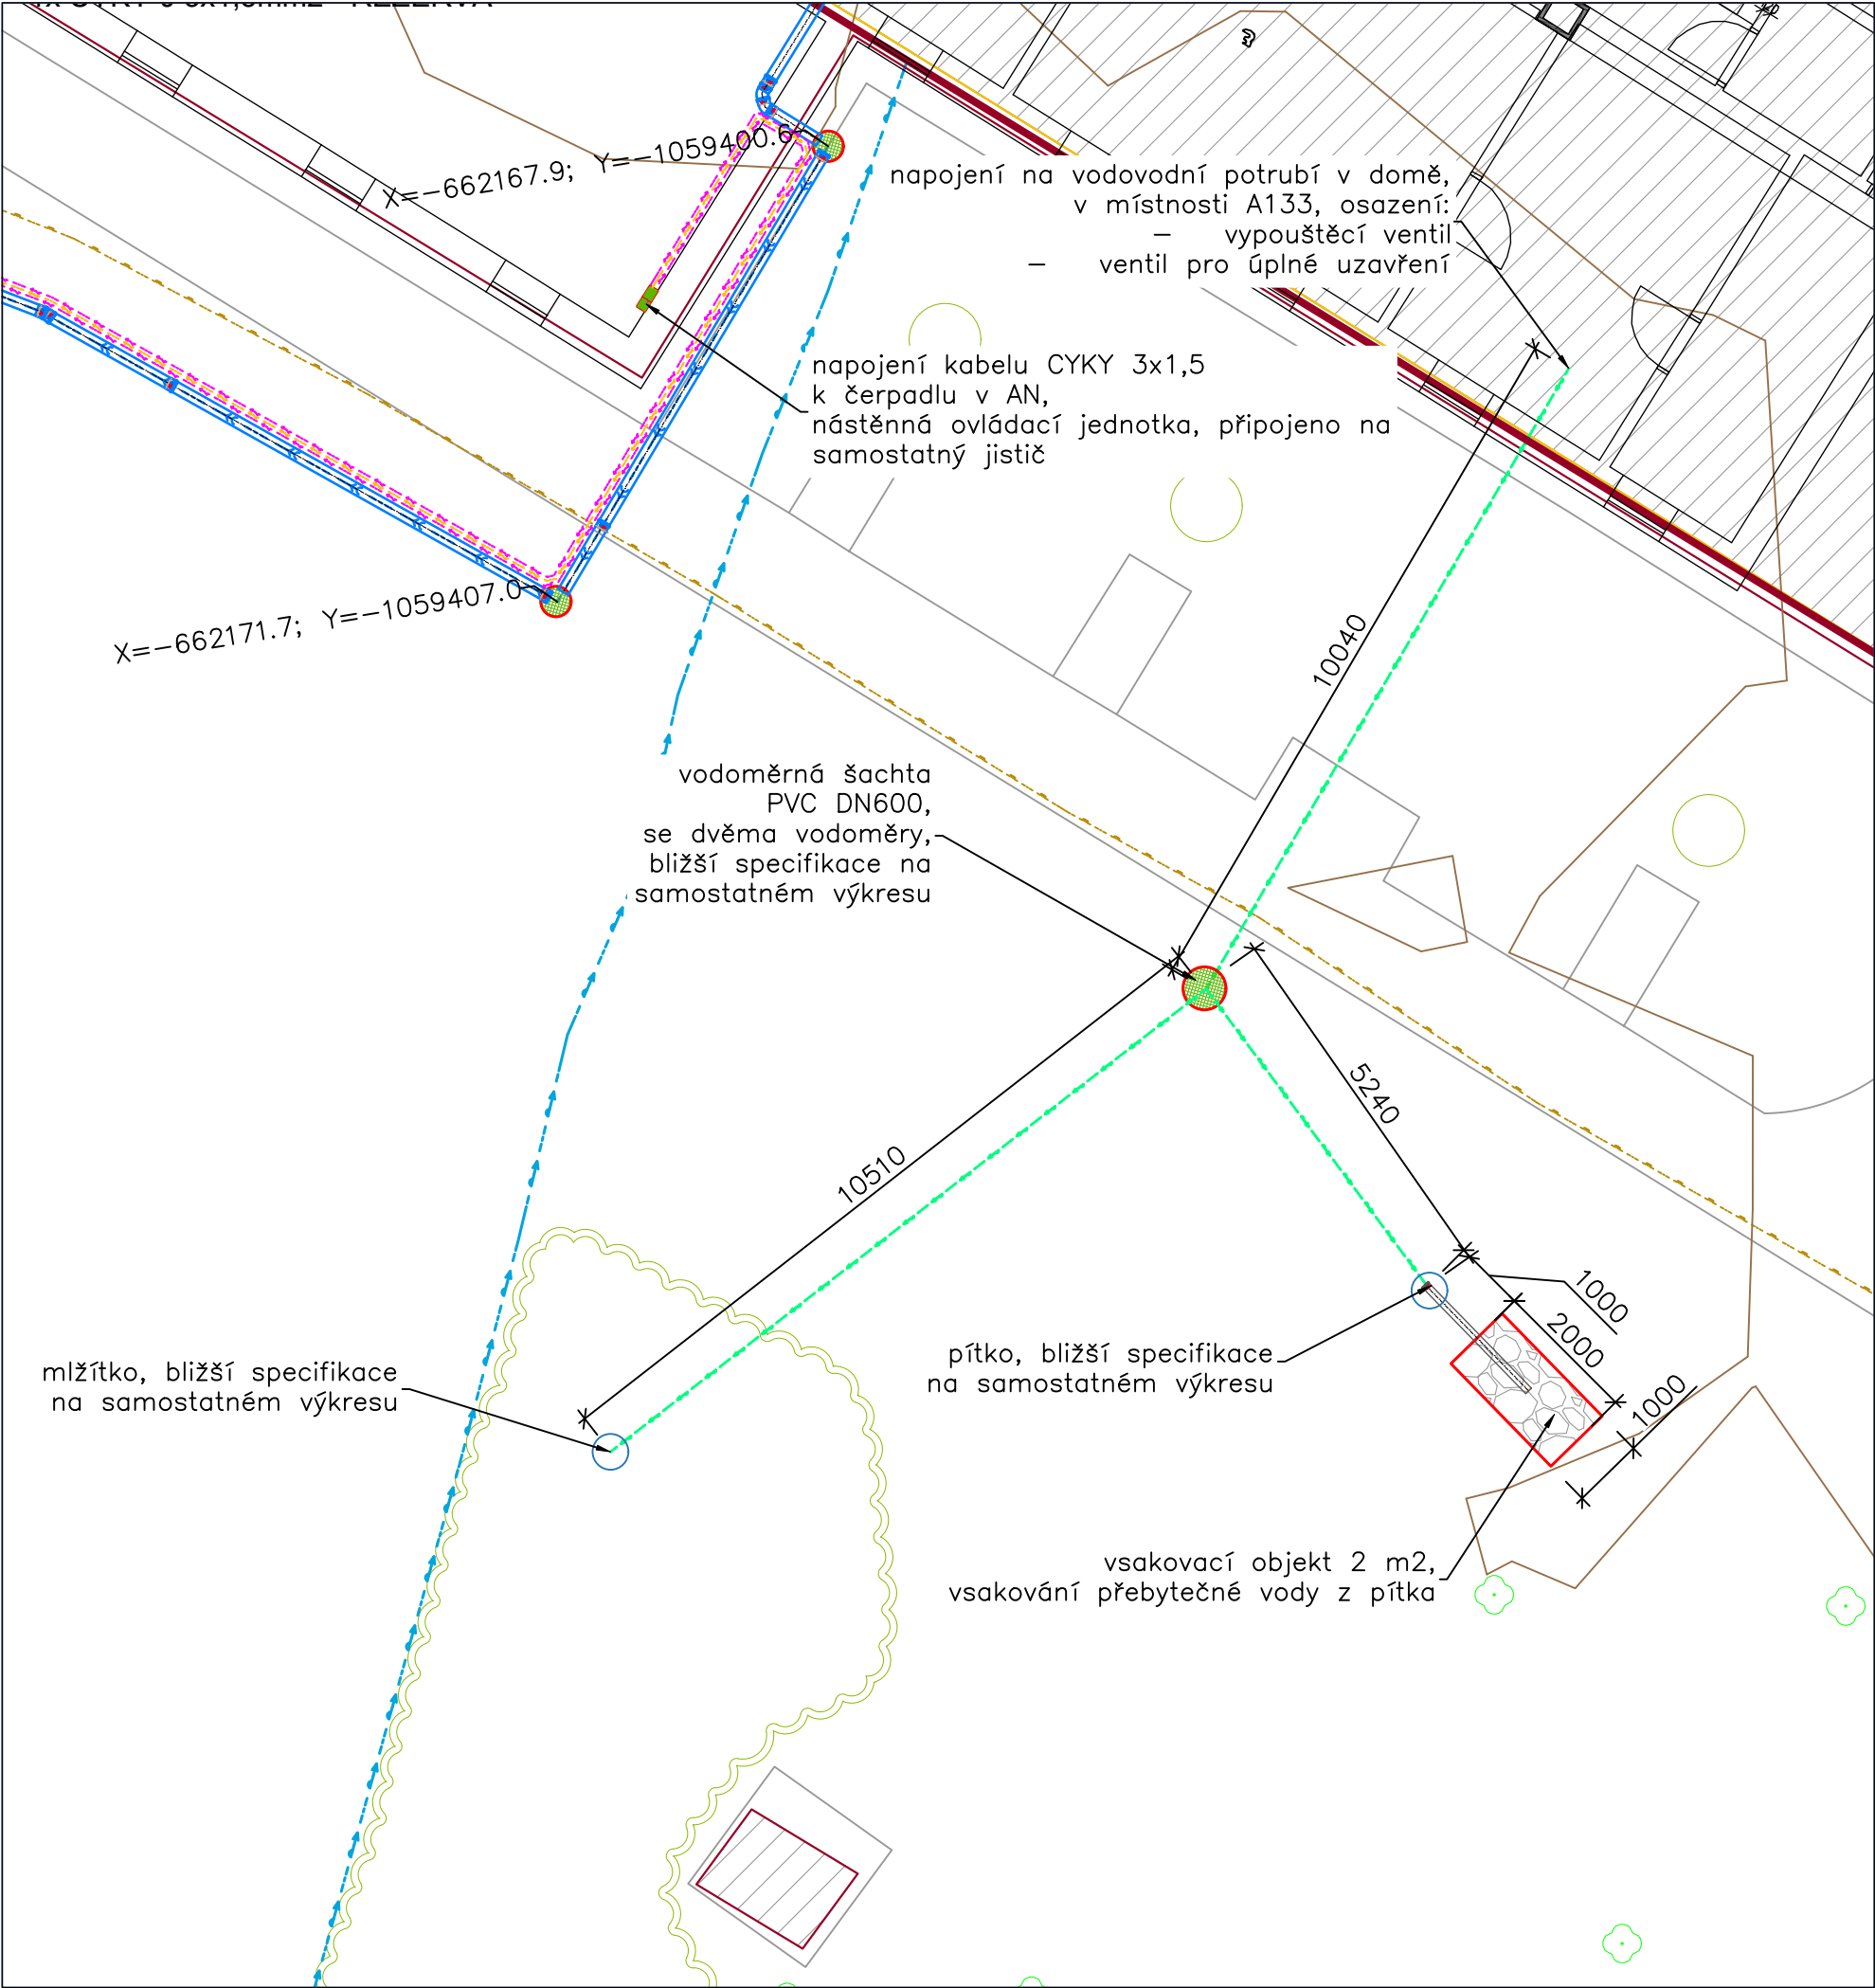 X=-662167.9; Y=-1059400.6
napojení na vodovodní potrubí v domě,
v místnosti A133, osazení:
- vypouštěcí ventil
- ventil pro úplné uzavření
napojení kabelu CYKY 3x1,5
k čerpadlu v AN,
nástěnná ovládací jednotka, připojeno na
samostatný jistič
X=-662171.7; Y=-1059407.0
10040
vodoměrná šachta
PVC DN600,
se dvěma vodoměry,
bližší specifikace na
samostatném výkresu
5240
10510
1000
2000
1000
pítko, bližší specifikace
na samostatném výkresu
mlžítko, bližší specifikace
na samostatném výkresu
vsakovací objekt 2 m2,
vsakování přebytečné vody z pítka